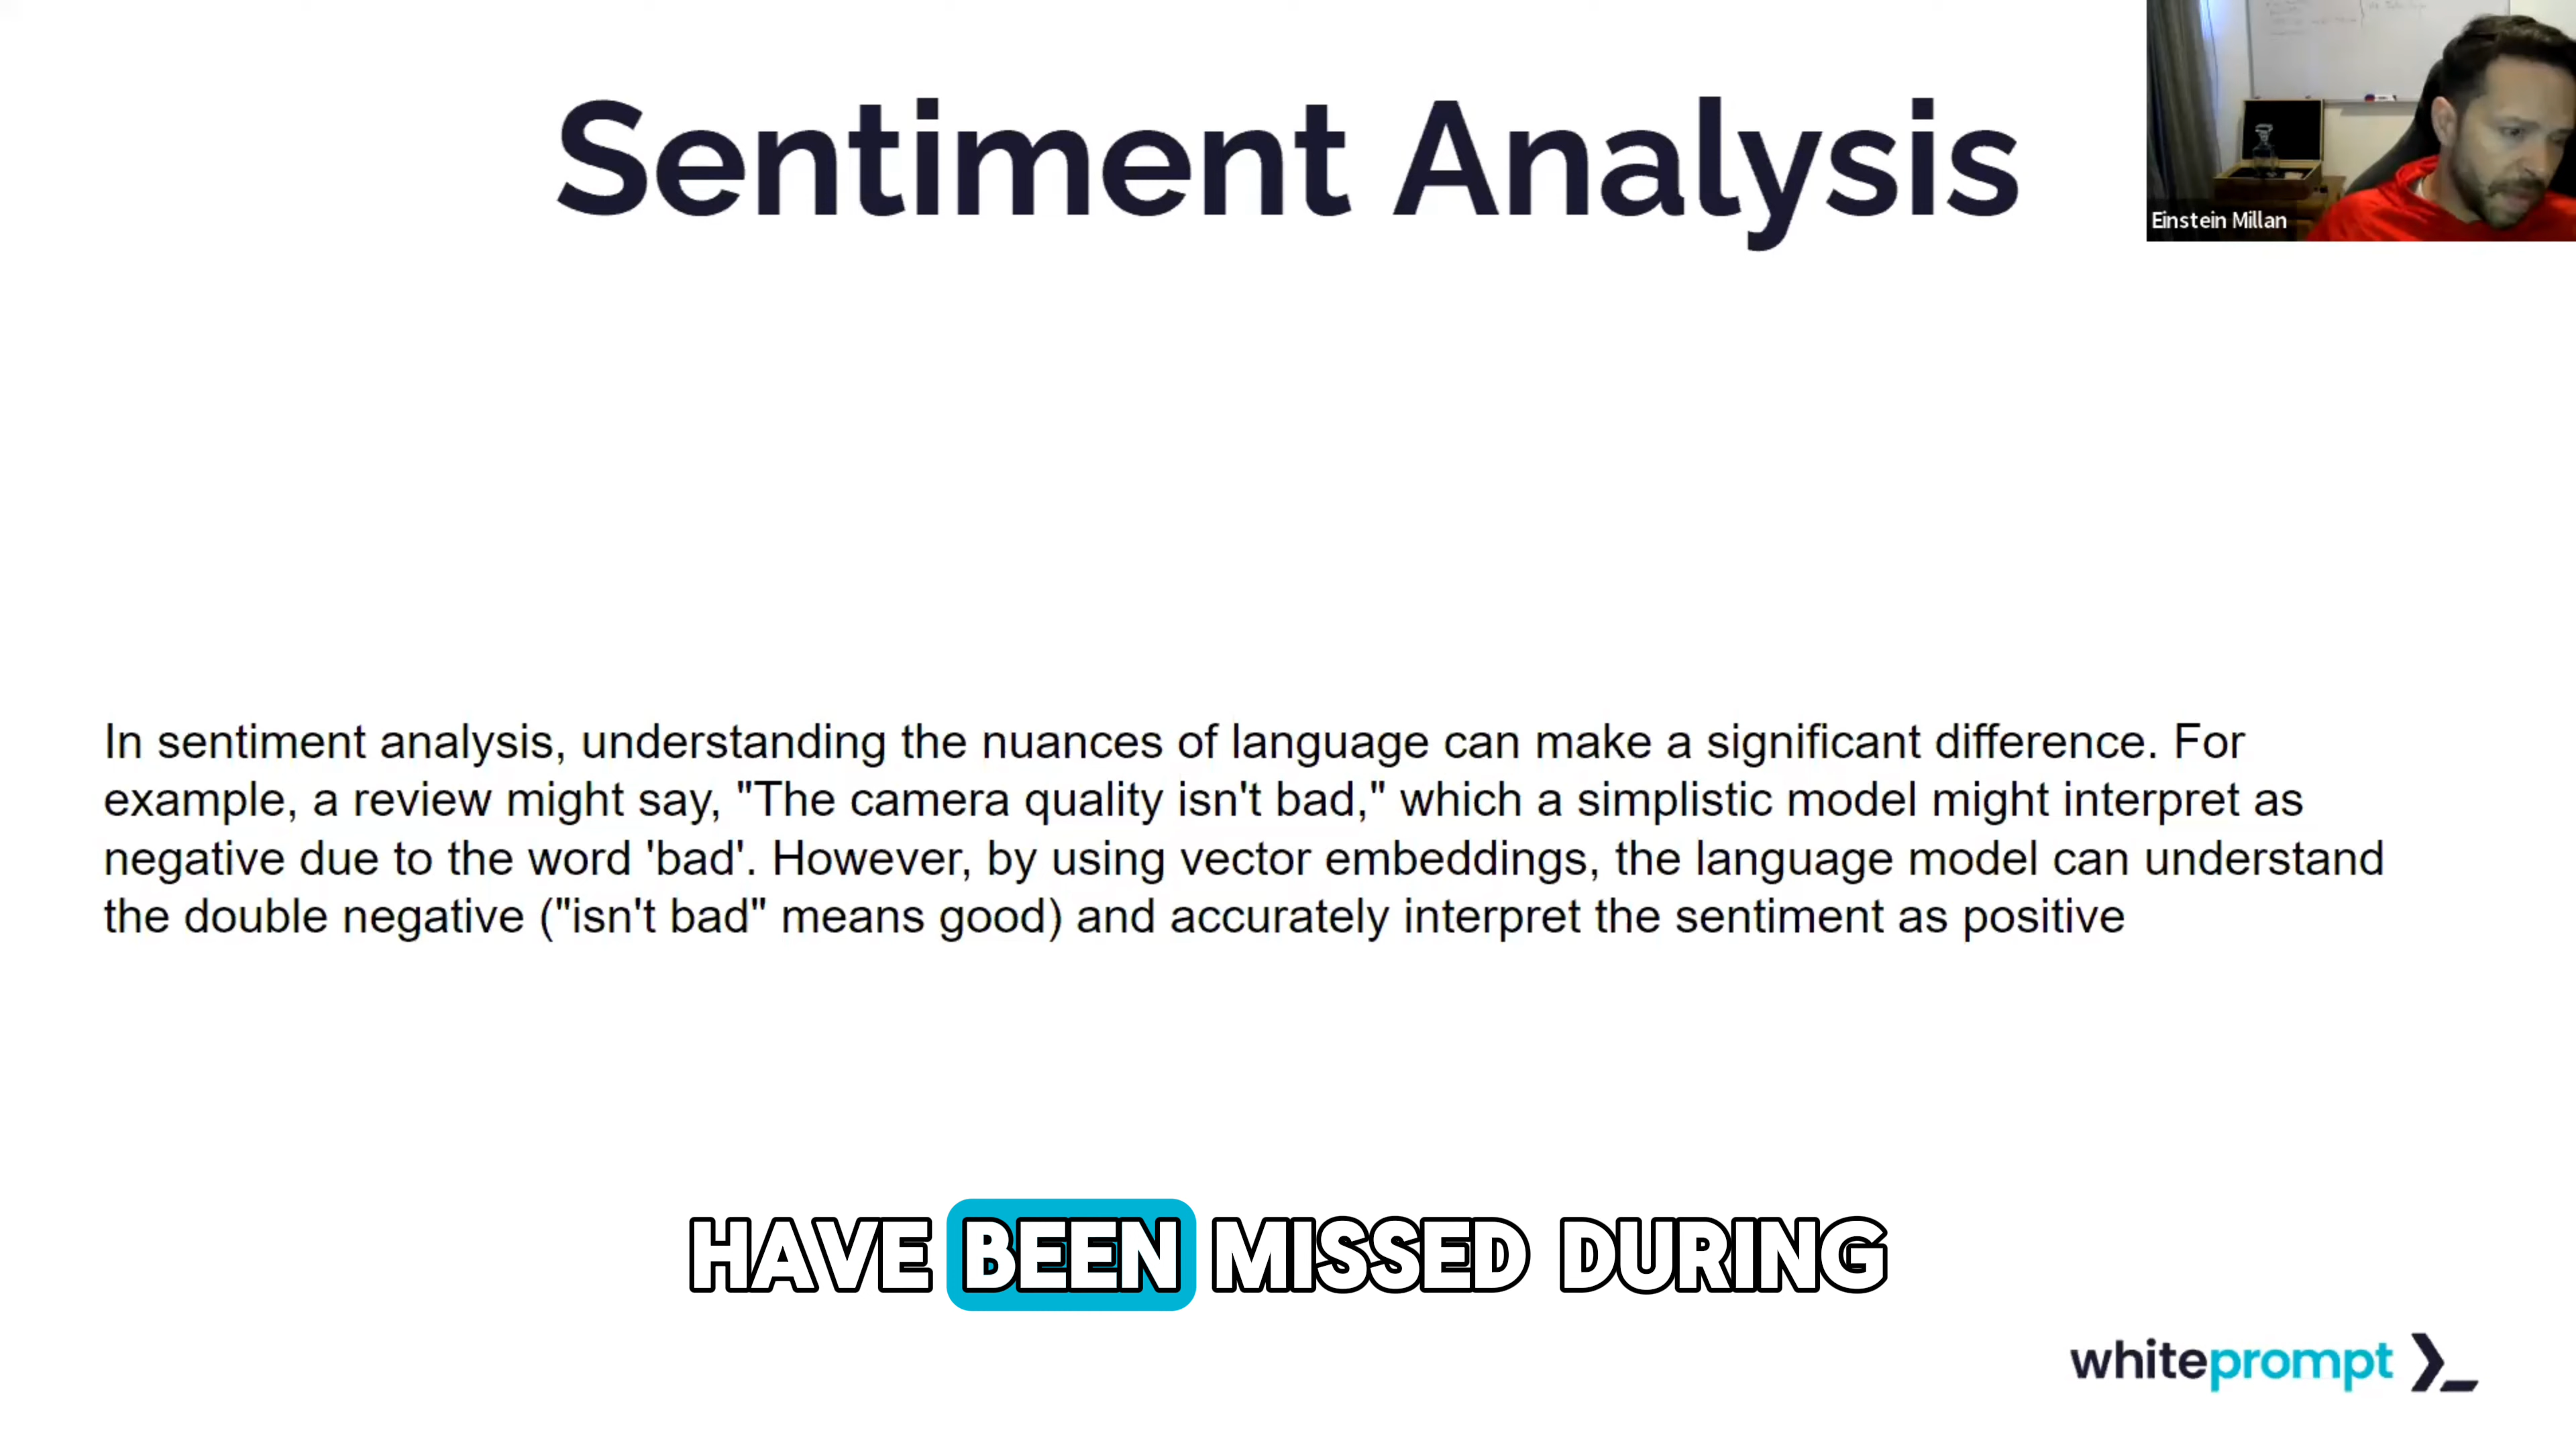 Sentiment Analysis
Einstein Millan
In sentiment analysis, understanding the nuances of language can make a significant difference. For
example, a review might say, "The camera quality isn't bad," which a simplistic model might interpret as
negative due to the word 'bad'. However, by using vector embeddings, the language model can understand
the double negative ("isn't bad" means good) and accurately interpret the sentiment as positive
HAVE BEEN MISSED DURING
whiteprompt